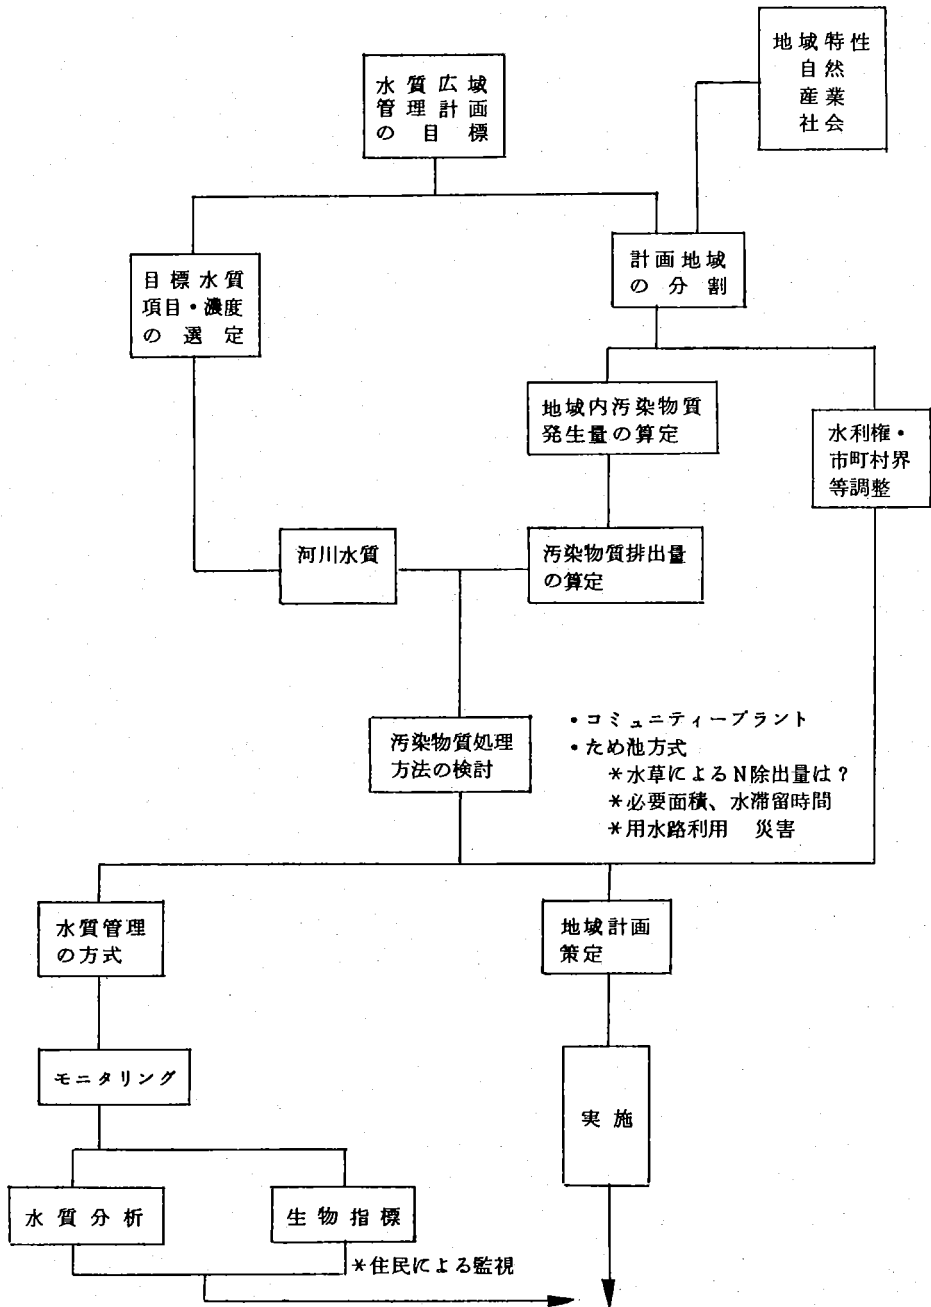 水質広域
管理計画
の目標
地域特性
自然
産業
社会
目標水質
項目・濃度
の選定
計画地域
の分割
地域内汚染物質
発生量の算定
水利権・
市町村界
等調整
河川水質
汚染物質排出量
の算定
汚染物質処理
方法の検討
・コミュニティープラント
・ため池方式
*水草によるN除出量は?
*必要面積、水滞留時間
*用水路利用 災害
水質管理
の方式
地域計画
策定
モニタリング
実施
水質分析
生物指標
*住民による監視